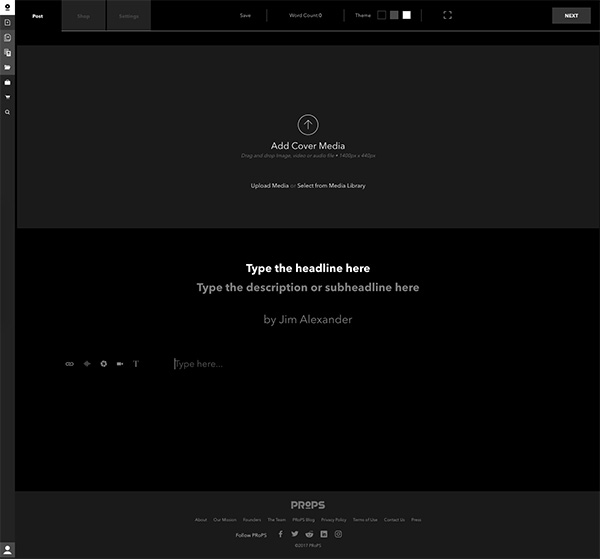 Post Shop Settings Save Word Count 0 Theme NEXT
Add Cover Media
Drag and drop image, video or audio file • 1400px x 440px
Upload Media or Select from Media Library
Type the headline here
Type the description or subheadline here
by Jim Alexander
T Type here...
PRoPS
About Our Mission Founders The Team PRoPS Blog Privacy Policy Terms of Use Contact Us Press
Follow PRoPS
©2017 PRoPS